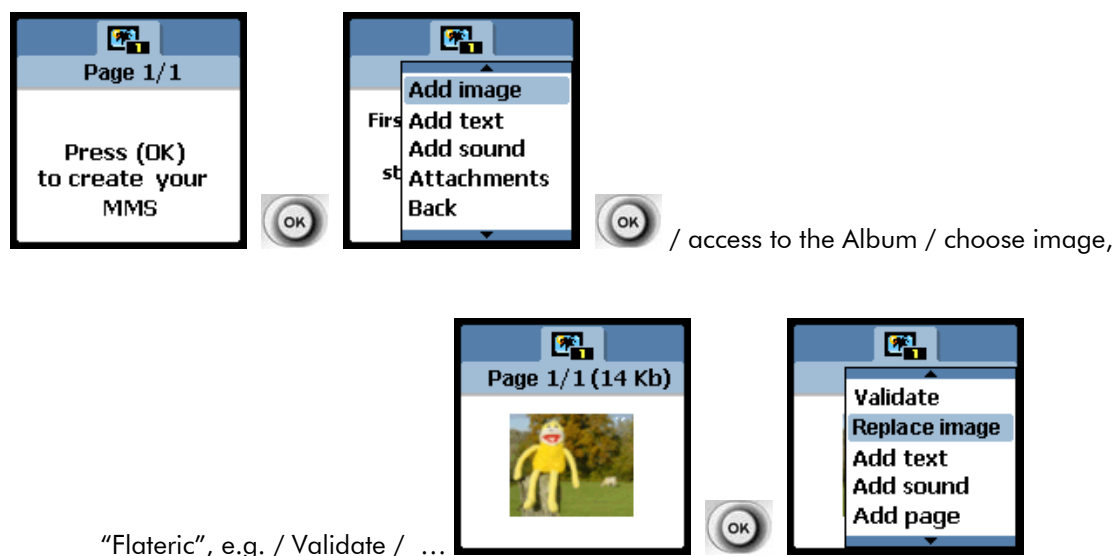 Page 1/1
Press (OK)
to create your
MMS
OK
Firs
st
Add image
Add text
Add sound
Attachments
Back
OK
/ access to the Album / choose image,
"Flateric", e.g. / Validate / …
Page 1/1 (14 Kb)
OK
Validate
Replace image
Add text
Add sound
Add page